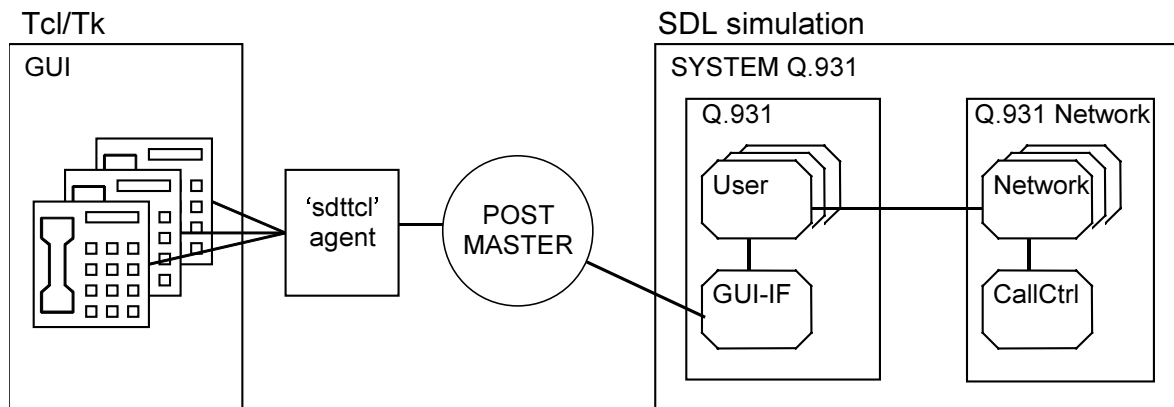 Tcl/Tk
GUI
'sdttcl'
agent
POST
MASTER
SDL simulation
SYSTEM Q.931
Q.931
User
GUI-IF
Q.931 Network
Network
CallCtrl